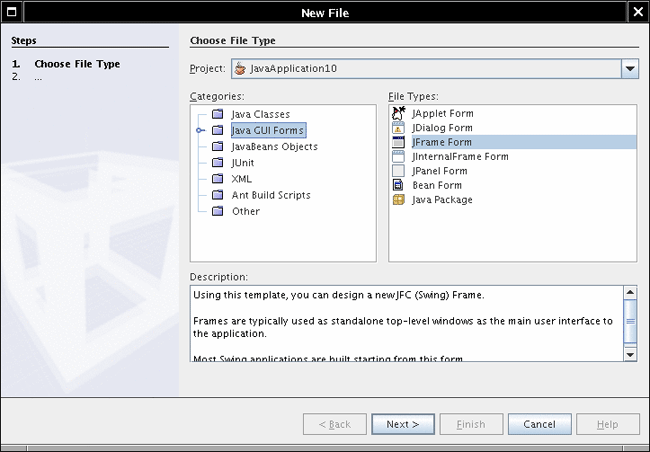 New File
Steps
1. Choose File Type
2. ...
Choose File Type
Project: JavaApplication10
Categories:
Java Classes
Java GUI Forms
JavaBeans Objects
JUnit
XML
Ant Build Scripts
Other
File Types:
JApplet Form
JDialog Form
JFrame Form
JInternalFrame Form
JPanel Form
Bean Form
Java Package
Description:
Using this template, you can design a new JFC (Swing) Frame.
Frames are typically used as standalone top-level windows as the main user interface to
the application.
Most Swing applications are built starting from this form
< Back
Next >
Finish
Cancel
Help